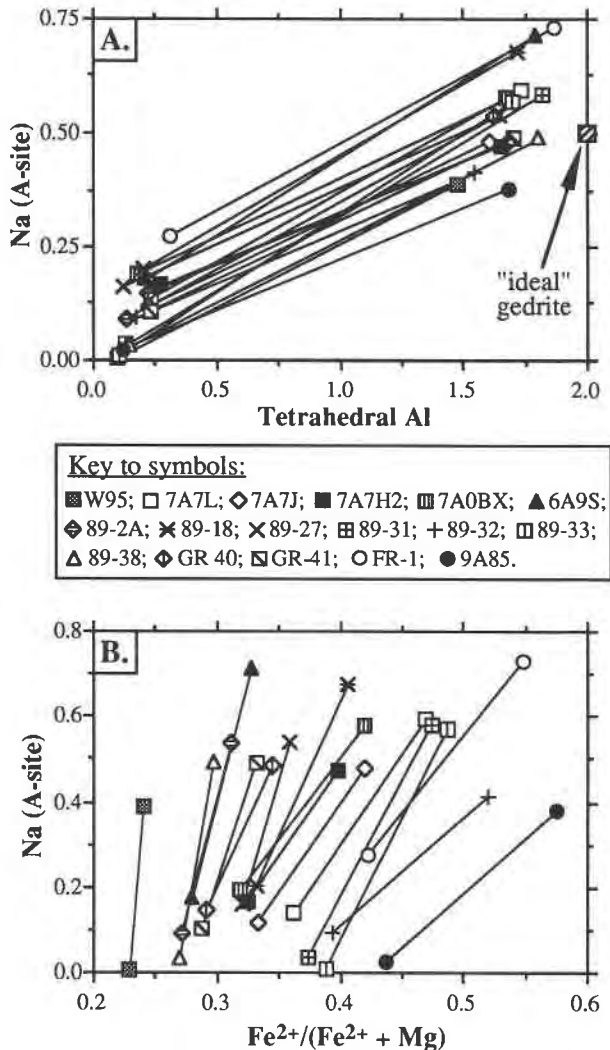 A.
0.75
0.50
0.25
0.00
Na (A-site)
"ideal"
gedrite
0.0 0.5 1.0 1.5 2.0
Tetrahedral Al
Key to symbols:
W95; 7A7L; 7A7J; 7A7H2; 7A0BX; 6A9S;
89-2A; 89-18; 89-27; 89-31; 89-32; 89-33;
89-38; GR 40; GR-41; FR-1; 9A85.
B.
0.8
0.6
0.4
0.2
0.0
Na (A-site)
0.2 0.3 0.4 0.5 0.6
Fe²⁺/(Fe²⁺ + Mg)